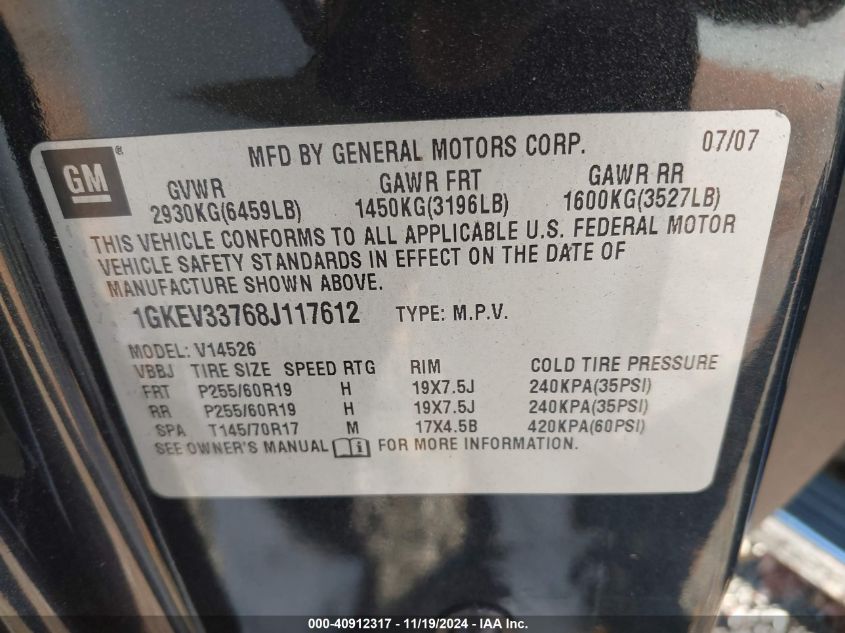 GM®
MFD BY GENERAL MOTORS CORP. 07/07
GVWR GAWR FRT GAWR RR
2930KG(6459LB) 1450KG(3196LB) 1600KG(3527LB)
THIS VEHICLE CONFORMS TO ALL APPLICABLE U.S. FEDERAL MOTOR
VEHICLE SAFETY STANDARDS IN EFFECT ON THE DATE OF
MANUFACTURE SHOWN ABOVE.
1GKEV33768J117612 TYPE: M.P.V.
MODEL: V14526
VBBJ TIRE SIZE SPEED RTG RIM COLD TIRE PRESSURE
FRT P255/60R19 H 19X7.5J 240KPA(35PSI)
RR P255/60R19 H 19X7.5J 240KPA(35PSI)
SPA T145/70R17 M 17X4.5B 420KPA(60PSI)
SEE OWNER'S MANUAL i FOR MORE INFORMATION.
000-40912317 - 11/19/2024 - IAA Inc.